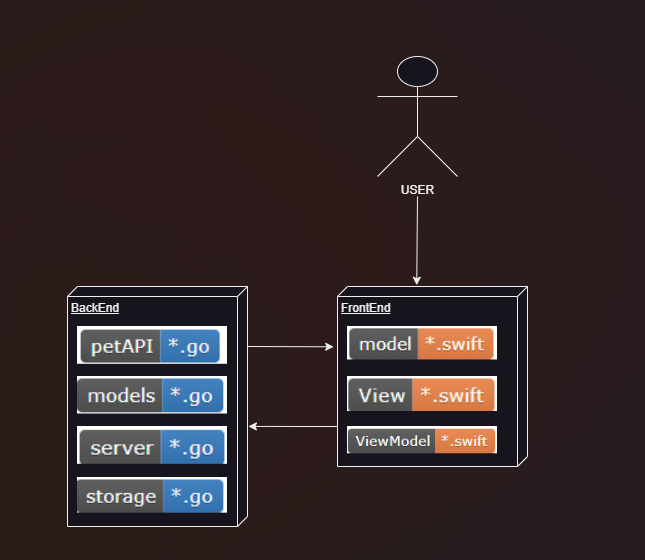 USER
BackEnd
petAPI *.go
models *.go
server *.go
storage *.go
FrontEnd
model *.swift
View *.swift
ViewModel *.swift